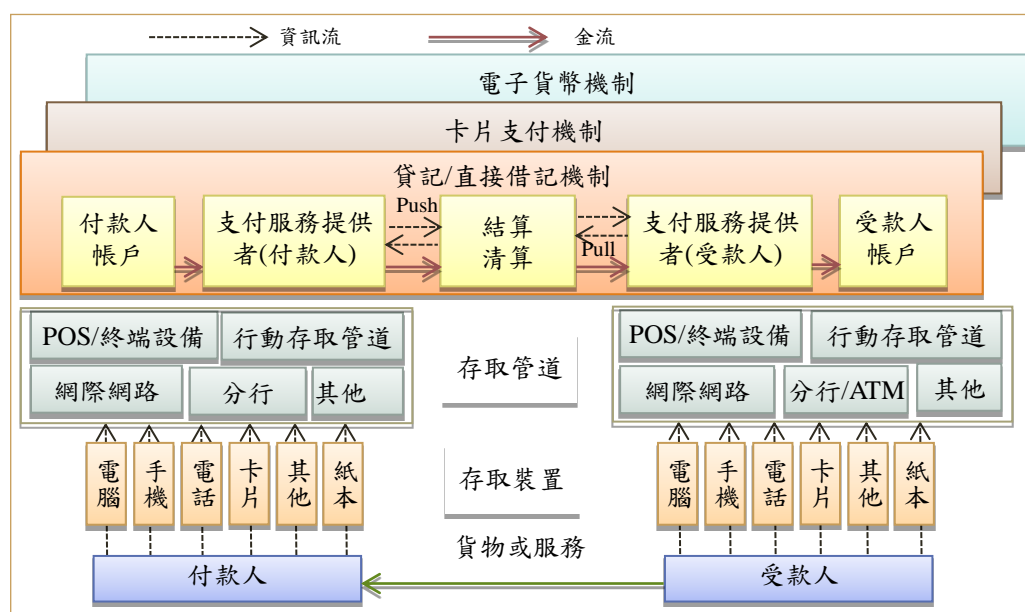 資訊流 金流
電子貨幣機制
卡片支付機制
貸記/直接借記機制
付款人
帳戶
支付服務提供
者(付款人)
Push
結算
清算
Pull
支付服務提供
者(受款人)
受款人
帳戶
POS/終端設備 行動存取管道
網際網路 分行 其他
存取管道
POS/終端設備 行動存取管道
網際網路 分行/ATM 其他
電腦 手機 電話 卡片 其他 紙本
存取裝置
電腦 手機 電話 卡片 其他 紙本
貨物或服務
付款人 受款人